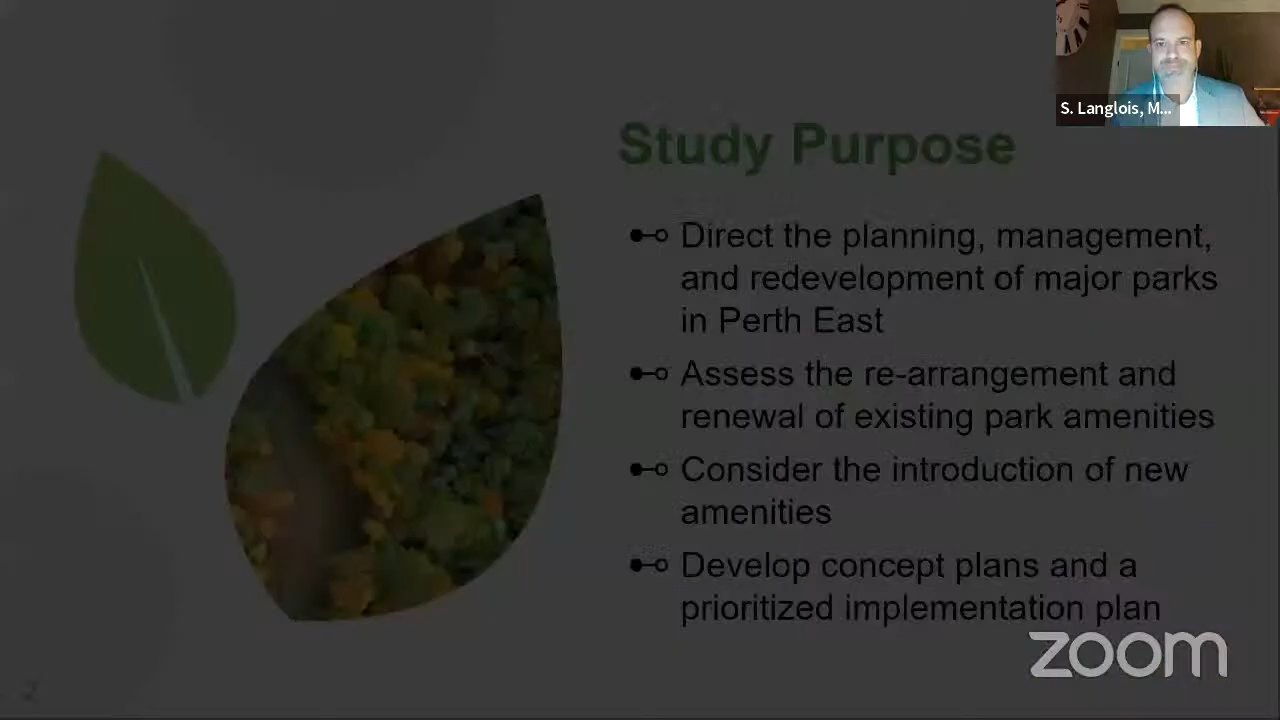 S. Langlois, M...
Study Purpose
Direct the planning, management,
and redevelopment of major parks
in Perth East
Assess the re-arrangement and
renewal of existing park amenities
Consider the introduction of new
amenities
Develop concept plans and a
prioritized implementation plan
zoom
2